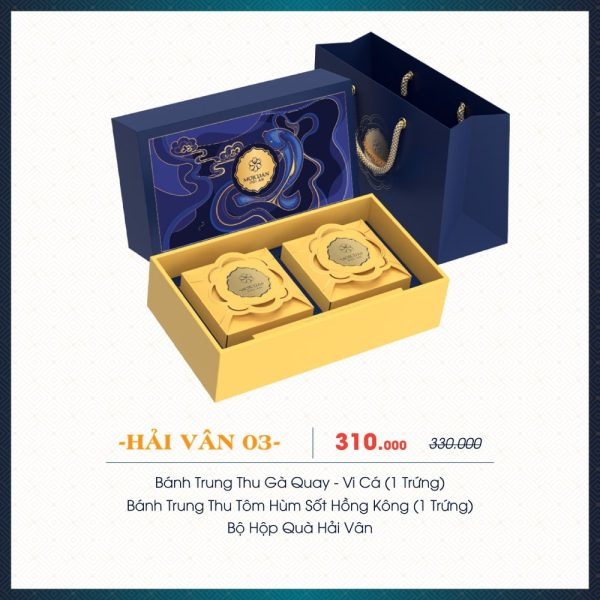 -HẢI VÂN 03-
310.000
330.000
Bánh Trung Thu Gà Quay - Vi Cá (1 Trứng)
Bánh Trung Thu Tôm Hùm Sốt Hồng Kông (1 Trứng)
Bộ Hộp Quà Hải Vân